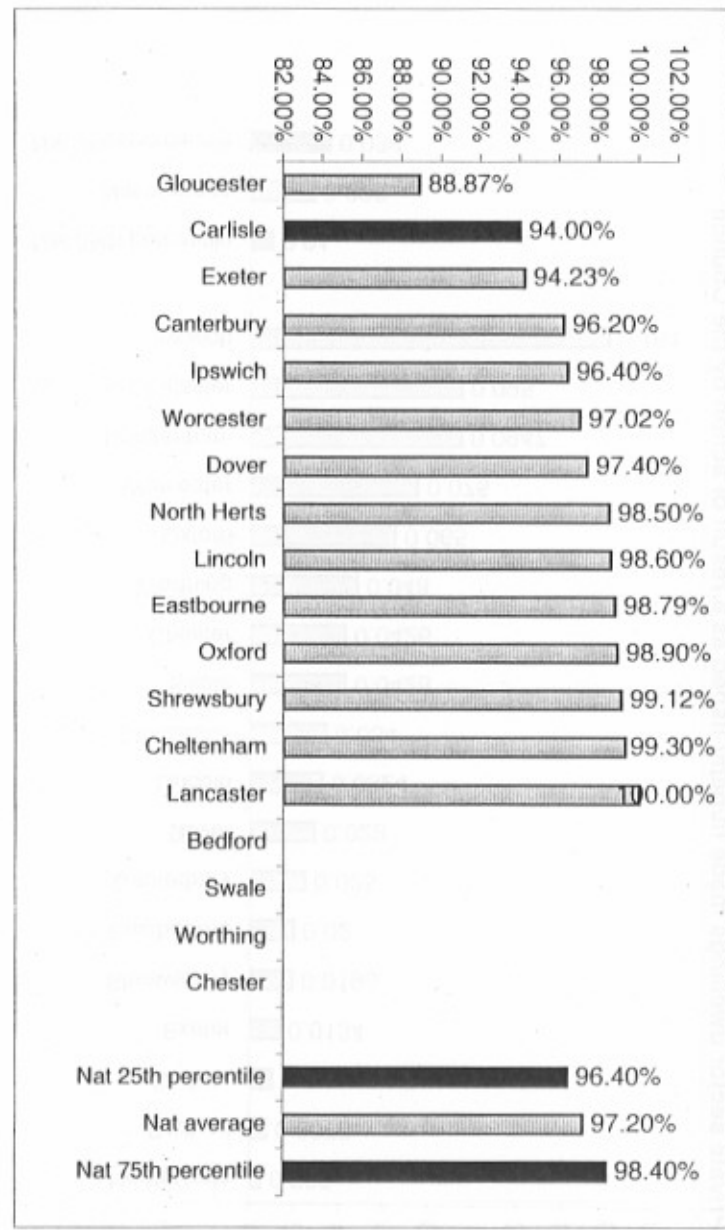 82.00% 84.00% 86.00% 88.00% 90.00% 92.00% 94.00% 96.00% 98.00% 100.00% 102.00%
Gloucester 88.87%
Carlisle 94.00%
Exeter 94.23%
Canterbury 96.20%
Ipswich 96.40%
Worcester 97.02%
Dover 97.40%
North Herts 98.50%
Lincoln 98.60%
Eastbourne 98.79%
Oxford 98.90%
Shrewsbury 99.12%
Cheltenham 99.30%
Lancaster 100.00%
Bedford
Swale
Worthing
Chester
Nat 25th percentile 96.40%
Nat average 97.20%
Nat 75th percentile 98.40%